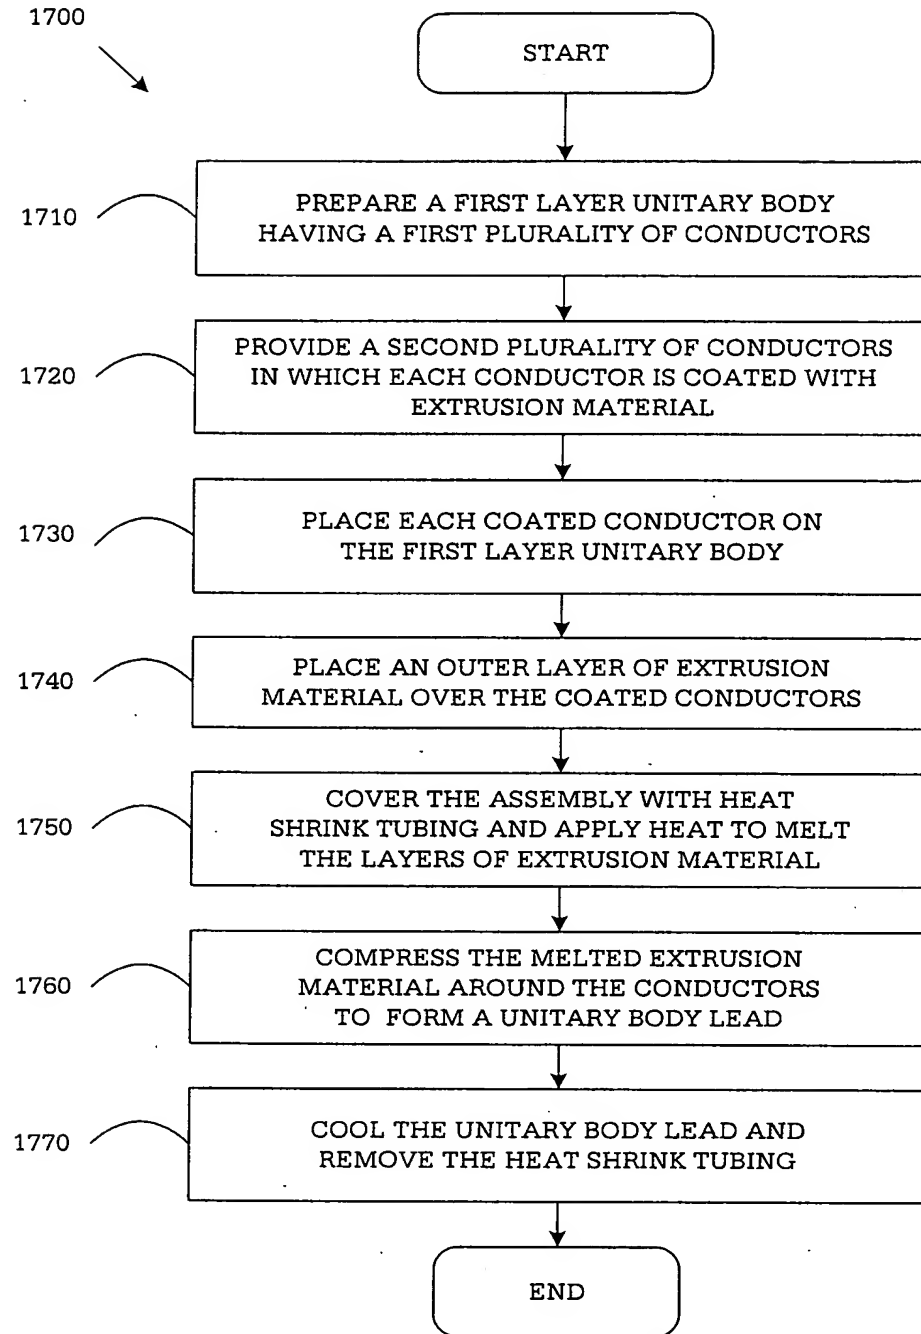 1700
START
1710
PREPARE A FIRST LAYER UNITARY BODY
HAVING A FIRST PLURALITY OF CONDUCTORS
1720
PROVIDE A SECOND PLURALITY OF CONDUCTORS
IN WHICH EACH CONDUCTOR IS COATED WITH
EXTRUSION MATERIAL
1730
PLACE EACH COATED CONDUCTOR ON
THE FIRST LAYER UNITARY BODY
1740
PLACE AN OUTER LAYER OF EXTRUSION
MATERIAL OVER THE COATED CONDUCTORS
1750
COVER THE ASSEMBLY WITH HEAT
SHRINK TUBING AND APPLY HEAT TO MELT
THE LAYERS OF EXTRUSION MATERIAL
1760
COMPRESS THE MELTED EXTRUSION
MATERIAL AROUND THE CONDUCTORS
TO FORM A UNITARY BODY LEAD
1770
COOL THE UNITARY BODY LEAD AND
REMOVE THE HEAT SHRINK TUBING
END